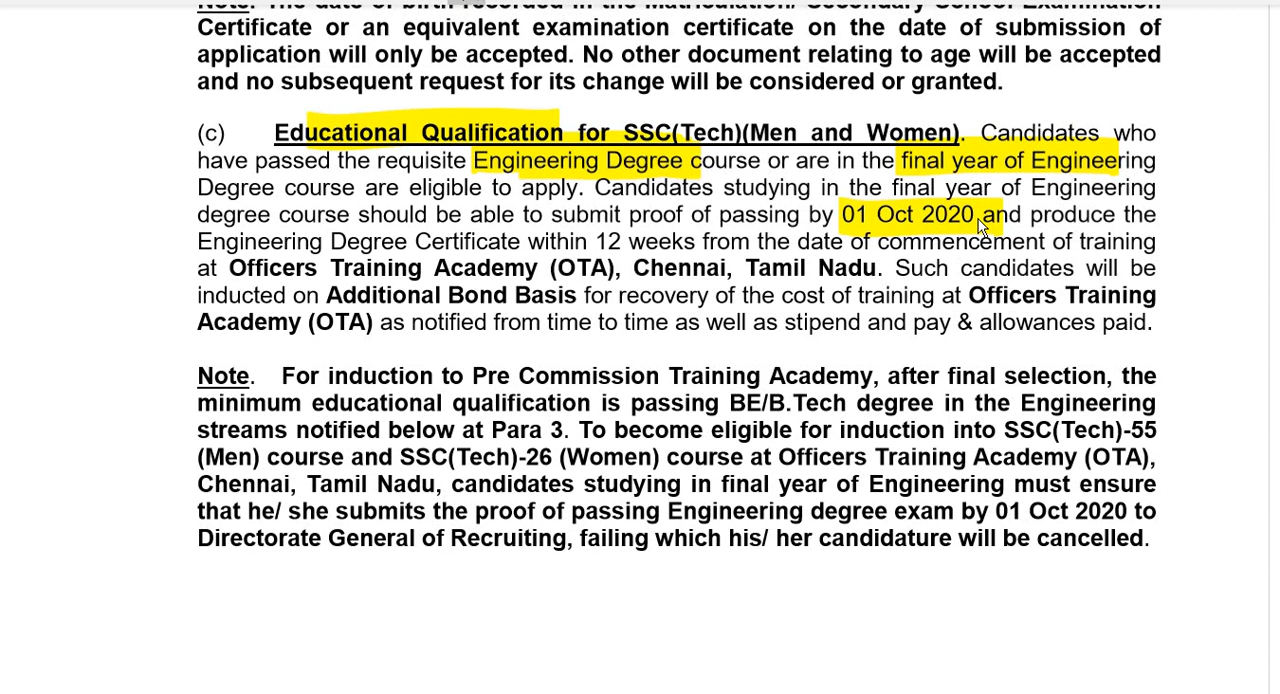 Note. The date of birth recorded in the Matriculation/ Secondary School Examination
Certificate or an equivalent examination certificate on the date of submission of
application will only be accepted. No other document relating to age will be accepted
and no subsequent request for its change will be considered or granted.
(c) Educational Qualification for SSC(Tech)(Men and Women). Candidates who
have passed the requisite Engineering Degree course or are in the final year of Engineering
Degree course are eligible to apply. Candidates studying in the final year of Engineering
degree course should be able to submit proof of passing by 01 Oct 2020 and produce the
Engineering Degree Certificate within 12 weeks from the date of commencement of training
at Officers Training Academy (OTA), Chennai, Tamil Nadu. Such candidates will be
inducted on Additional Bond Basis for recovery of the cost of training at Officers Training
Academy (OTA) as notified from time to time as well as stipend and pay & allowances paid.
Note. For induction to Pre Commission Training Academy, after final selection, the
minimum educational qualification is passing BE/B.Tech degree in the Engineering
streams notified below at Para 3. To become eligible for induction into SSC(Tech)-55
(Men) course and SSC(Tech)-26 (Women) course at Officers Training Academy (OTA),
Chennai, Tamil Nadu, candidates studying in final year of Engineering must ensure
that he/ she submits the proof of passing Engineering degree exam by 01 Oct 2020 to
Directorate General of Recruiting, failing which his/ her candidature will be cancelled.